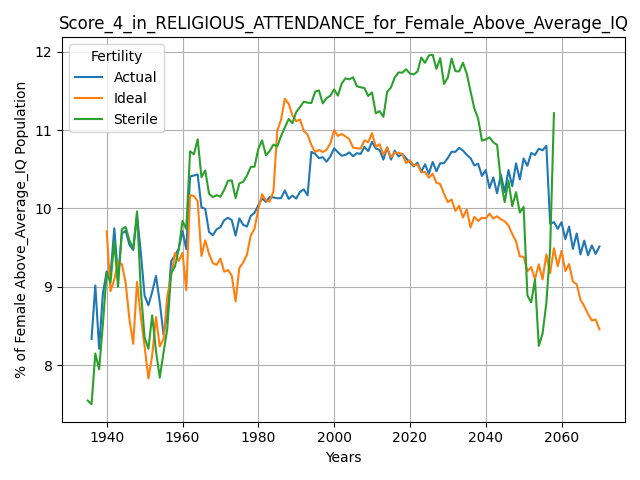 Score_4_in_RELIGIOUS_ATTENDANCE_for_Female_Above_Average_IQ
Fertility
Actual
Ideal
Sterile
% of Female Above_Average_IQ Population
12
11
10
9
8
1940 1960 1980 2000 2020 2040 2060
Years